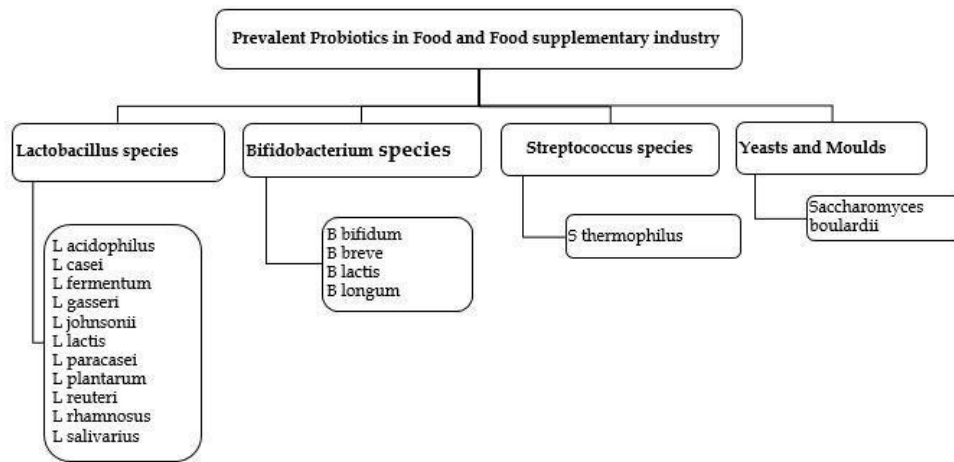 Prevalent Probiotics in Food and Food supplementary industry
Lactobacillus species
Bifidobacterium species
Streptococcus species
Yeasts and Moulds
L acidophilus
L casei
L fermentum
L gasseri
L johnsonii
L lactis
L paracasei
L plantarum
L reuteri
L rhamnosus
L salivarius
B bifidum
B breve
B lactis
B longum
S thermophilus
Saccharomyces
boulardii